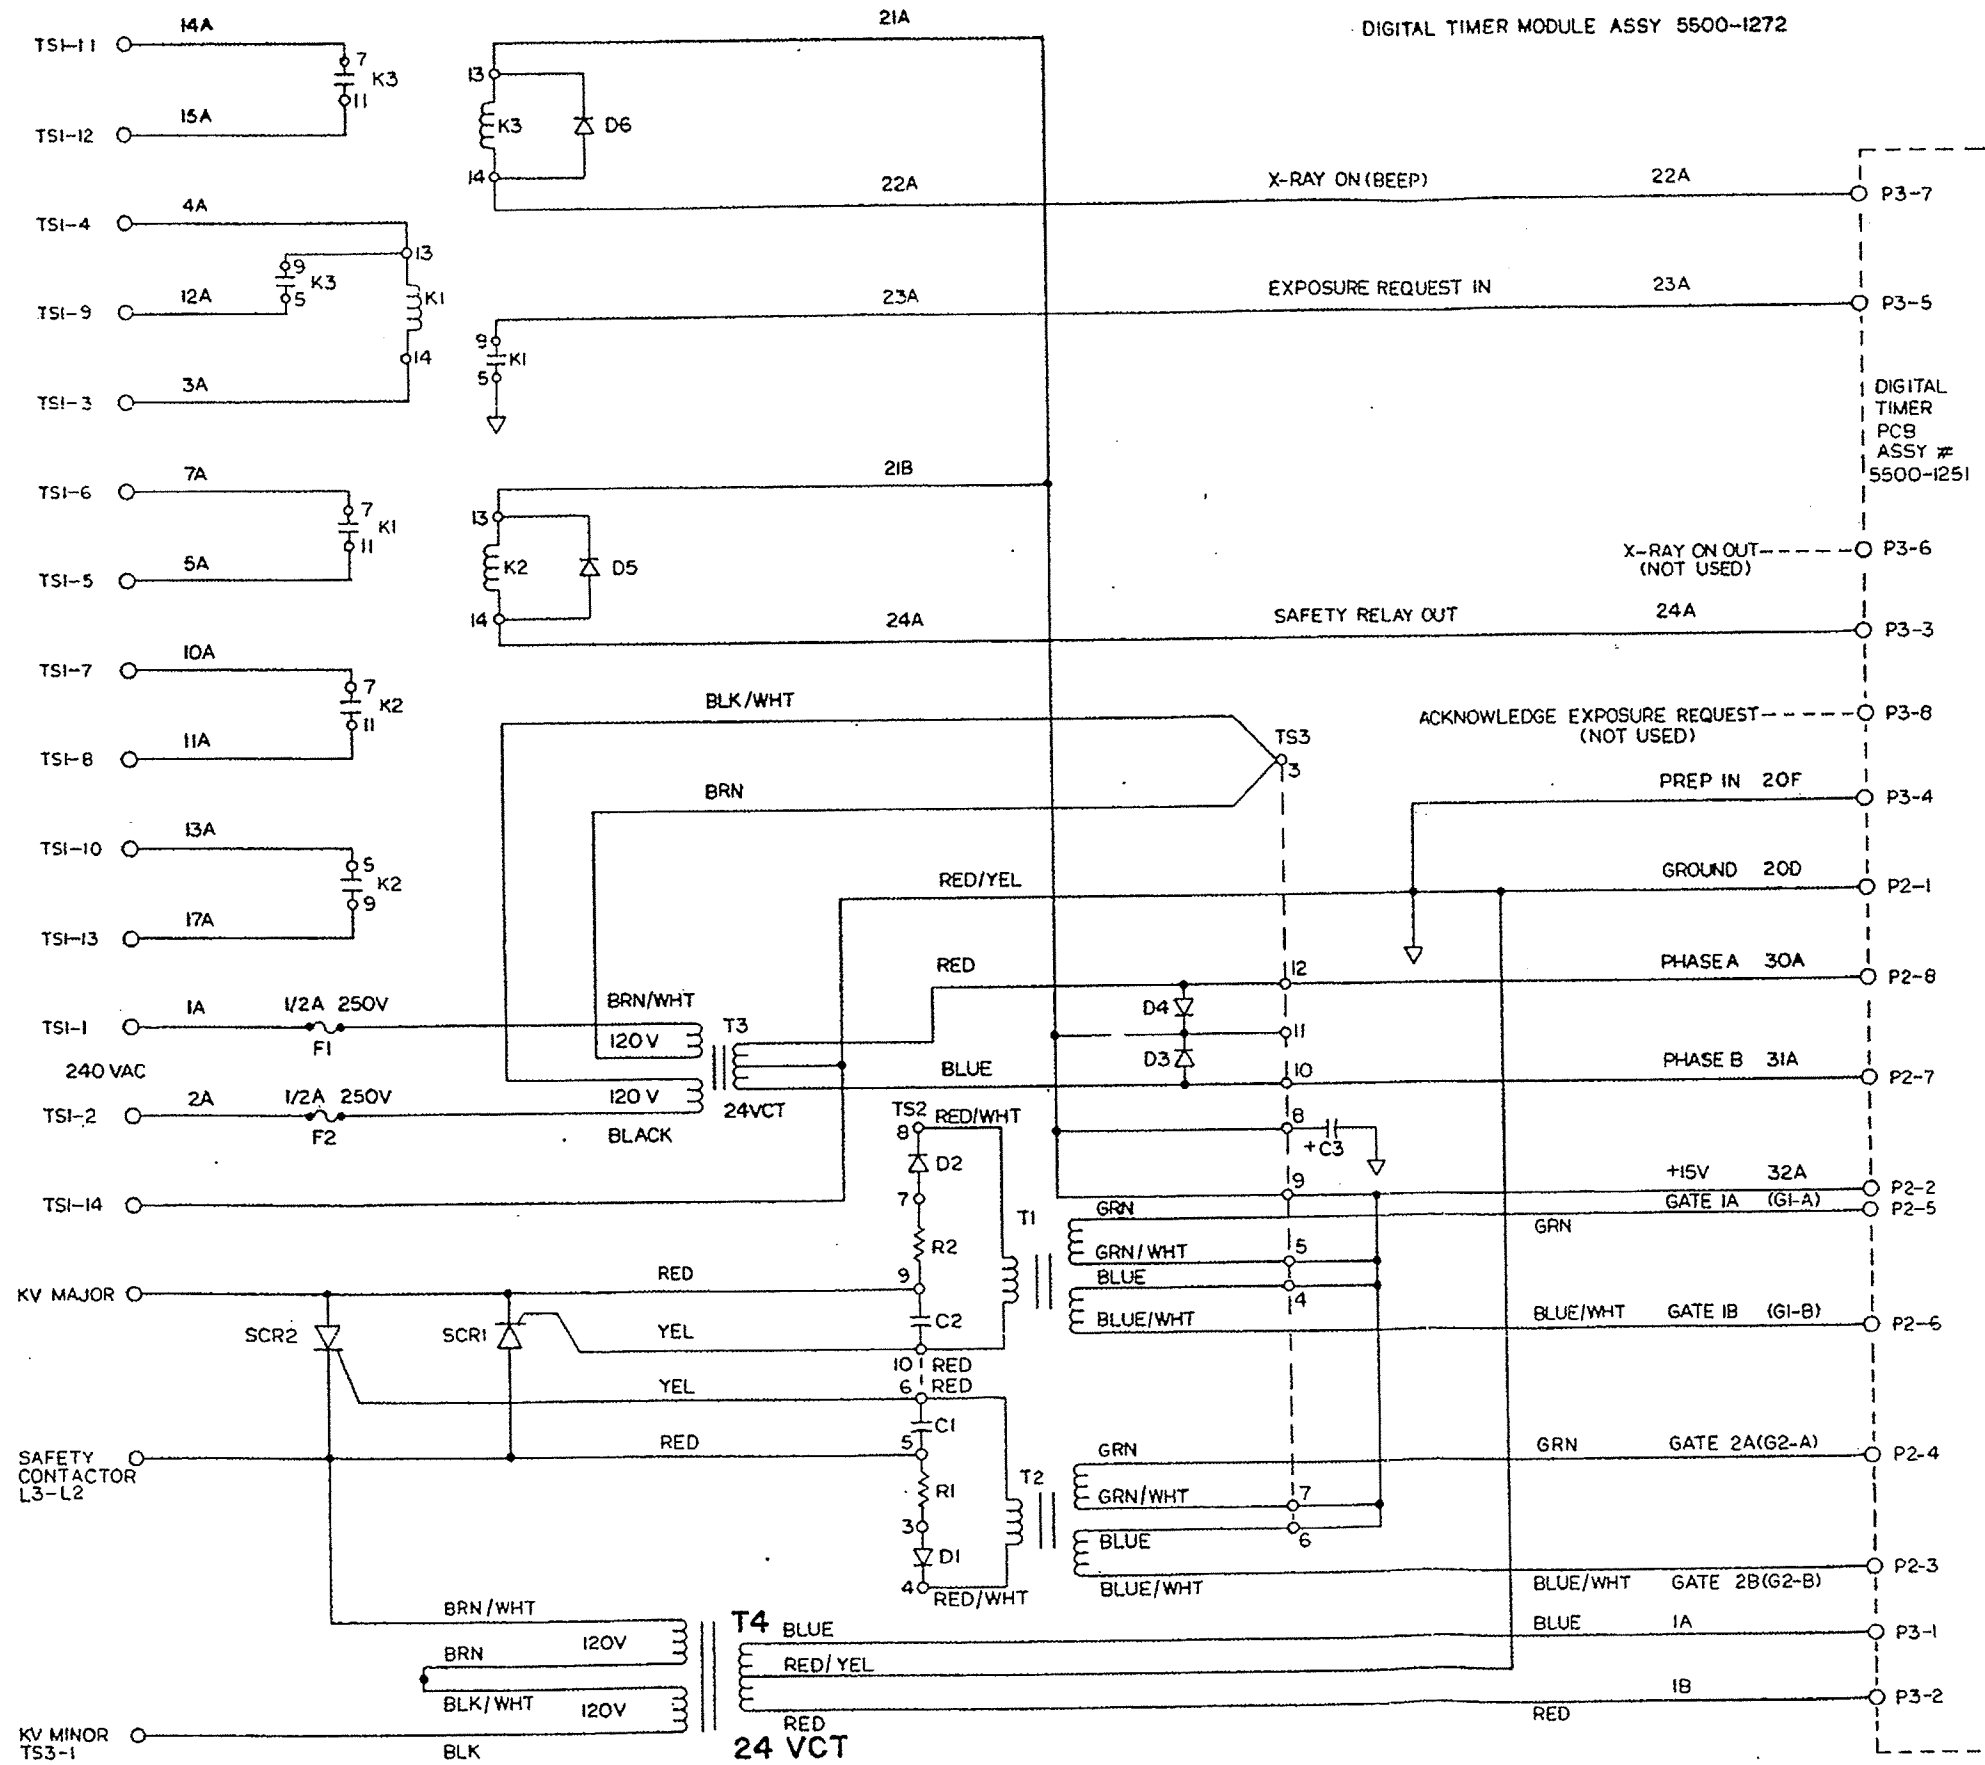 DIGITAL TIMER MODULE ASSY 5500-1272
TS1-11
14A
7
K3
11
TS1-12
15A
21A
13
K3
D6
14
22A
X-RAY ON (BEEP)
22A
P3-7
TS1-4
4A
13
9
K3
5
K1
TS1-9
12A
14
TS1-3
3A
23A
EXPOSURE REQUEST IN
23A
P3-5
9
K1
5
DIGITAL
TIMER
PCB
ASSY #
5500-1251
TS1-6
7A
7
K1
11
TS1-5
5A
21B
13
K2
D5
14
X-RAY ON OUT
(NOT USED)
P3-6
24A
SAFETY RELAY OUT
24A
P3-3
TS1-7
10A
7
K2
11
TS1-8
11A
BLK/WHT
TS3
3
ACKNOWLEDGE EXPOSURE REQUEST
(NOT USED)
P3-8
BRN
PREP IN 20F
P3-4
TS1-10
13A
5
K2
9
TS1-13
17A
RED/YEL
GROUND 20D
P2-1
RED
12
PHASE A 30A
P2-8
TS1-1
1A
1/2A 250V
F1
BRN/WHT
120V
T3
D4
11
D3
240 VAC
BLUE
10
PHASE B 31A
P2-7
TS1-2
2A
1/2A 250V
F2
120V
BLACK
24VCT
TS2
8
RED/WHT
8
+C3
D2
7
TS1-14
9
+15V 32A
P2-2
GRN
GATE 1A (G1-A)
P2-5
GRN
T1
R2
GRN/WHT
5
BLUE
4
BLUE/WHT
BLUE/WHT GATE 1B (G1-B)
P2-6
KV MAJOR
RED
9
SCR2
SCR1
YEL
C2
10 RED
6 RED
YEL
C1
5
RED
SAFETY
CONTACTOR
L3-L2
GRN
GRN GATE 2A(G2-A)
P2-4
T2
R1
GRN/WHT
7
3
BLUE
6
D1
4
RED/WHT
BLUE/WHT
BLUE/WHT GATE 2B(G2-B)
P2-3
BRN/WHT
120V
T4
BLUE
BLUE 1A
P3-1
BRN
RED/YEL
BLK/WHT
120V
1B
P3-2
RED
RED
KV MINOR
TS3-1
BLK
24 VCT